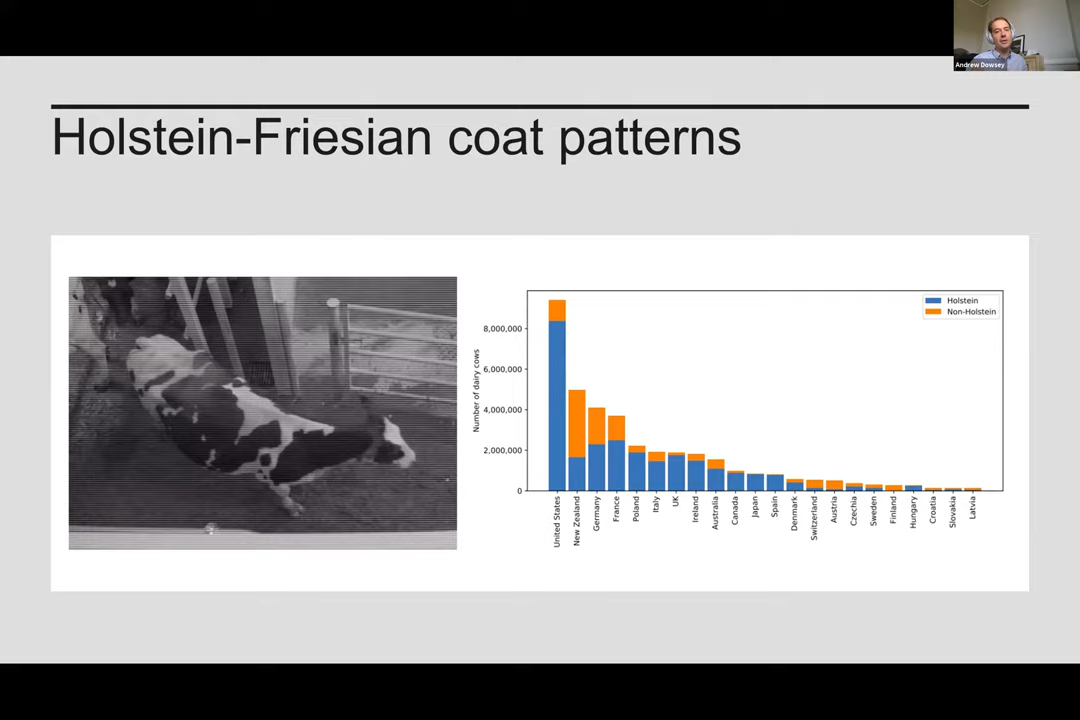 Andrew Dowsey
Holstein-Friesian coat patterns
Holstein
Non-Holstein
Number of dairy cows
8,000,000
6,000,000
4,000,000
2,000,000
0
United States
New Zealand
Germany
France
Poland
Italy
UK
Ireland
Australia
Canada
Japan
Spain
Denmark
Switzerland
Austria
Czechia
Sweden
Finland
Hungary
Croatia
Slovakia
Latvia